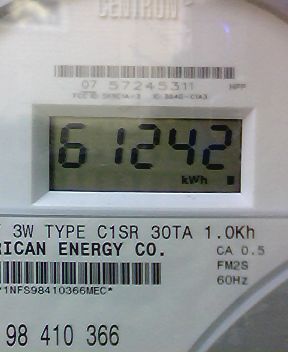 CENTRON
07 57245311
HPP
61242
kWh
3W TYPE C1SR 30TA 1.0Kh
RICAN ENERGY CO.
CA 0.5
FM2S
60Hz
1NFS98410366MEC*
98 410 366